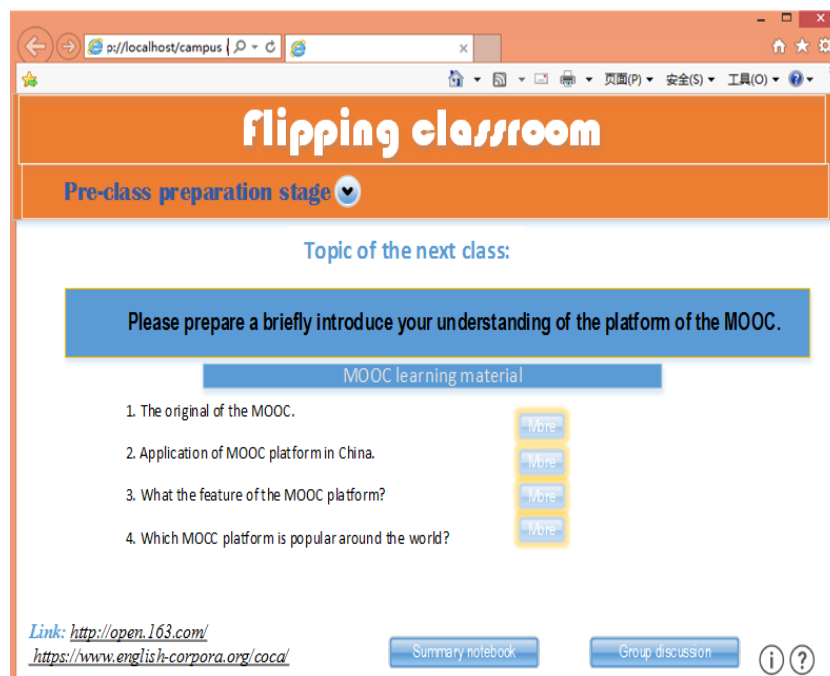 p://localhost/campus
页面(P) 安全(S) 工具(O)
Flipping classroom
Pre-class preparation stage
Topic of the next class:
Please prepare a briefly introduce your understanding of the platform of the MOOC.
MOOC learning material
1. The original of the MOOC.
More
2. Application of MOOC platform in China.
More
3. What the feature of the MOOC platform?
More
4. Which MOCC platform is popular around the world?
More
Link: http://open.163.com/
https://www.english-corpora.org/coca/
Summary notebook
Group discussion